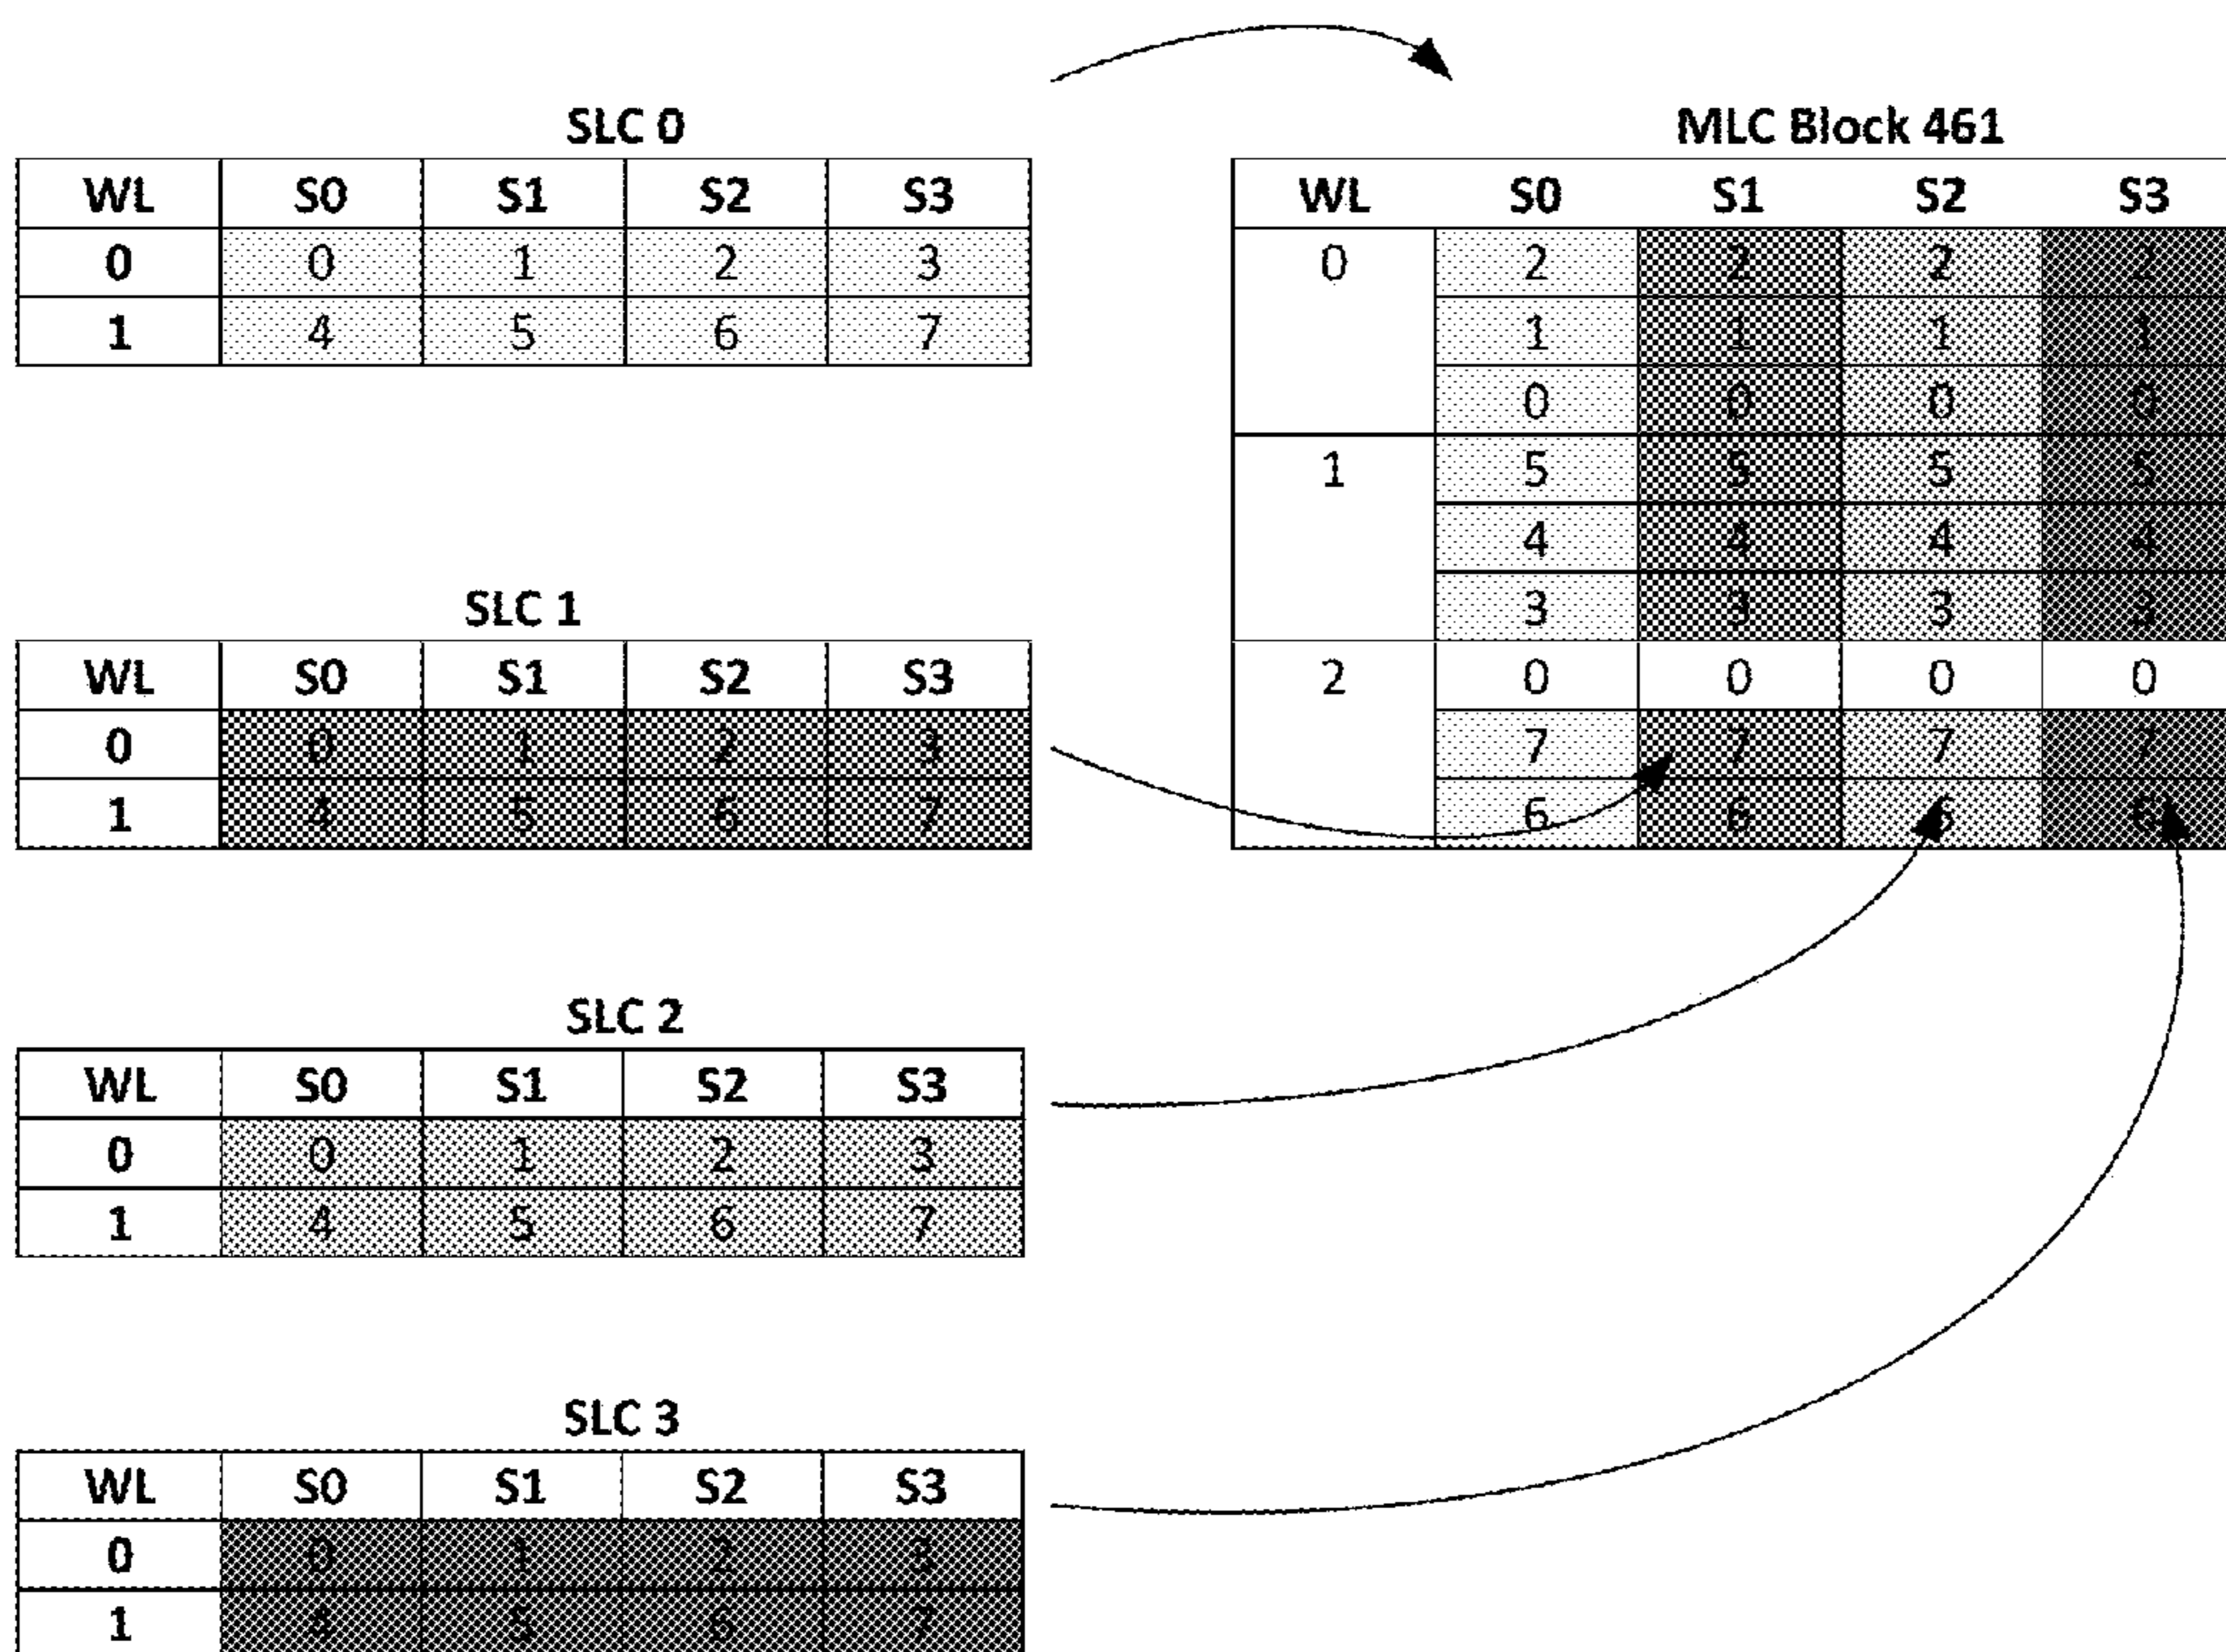 SLC 0
WL S0 S1 S2 S3
0 0 1 2 3
1 4 5 6 7
SLC 1
WL S0 S1 S2 S3
0 0 1 2 3
1 4 5 6 7
SLC 2
WL S0 S1 S2 S3
0 0 1 2 3
1 4 5 6 7
SLC 3
WL S0 S1 S2 S3
0 0 1 2 3
1 4 5 6 7
MLC Block 461
WL S0 S1 S2 S3
0 2 2 2 2
1 1 1 1
0 0 0 0
1 5 5 5 5
4 4 4 4
3 3 3 3
2 0 0 0 0
7 7 7 7
6 6 6 6